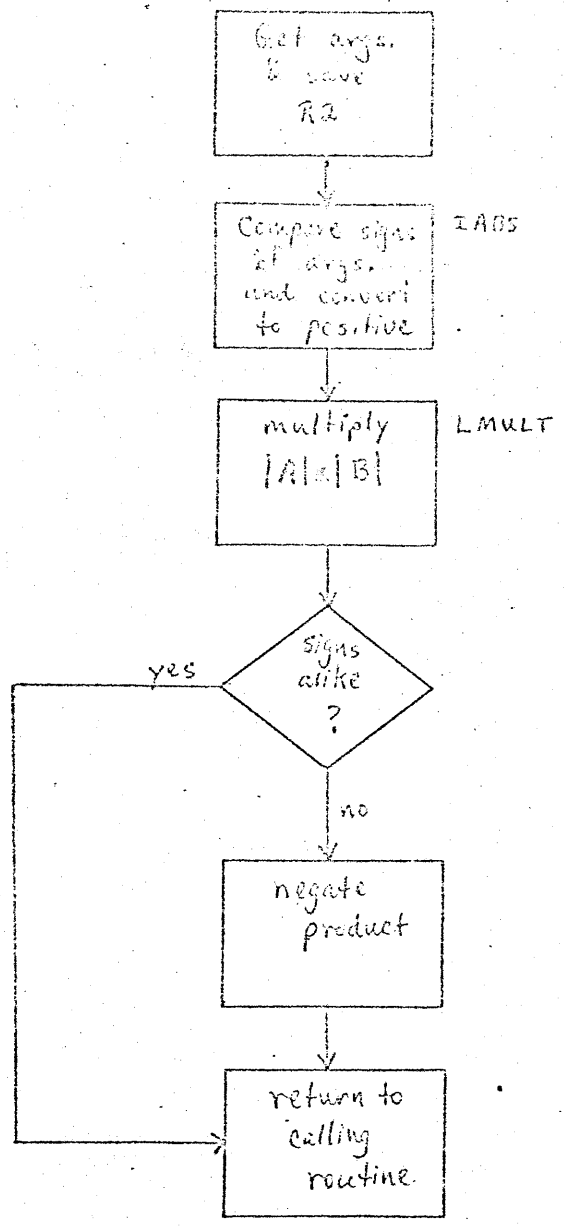 Get args.
& save
R2
Compare signs
of args.
and convert
to positive
IABS
multiply
|A|x|B|
LMULT
signs
alike
?
yes
no
negate
product
return to
calling
routine.